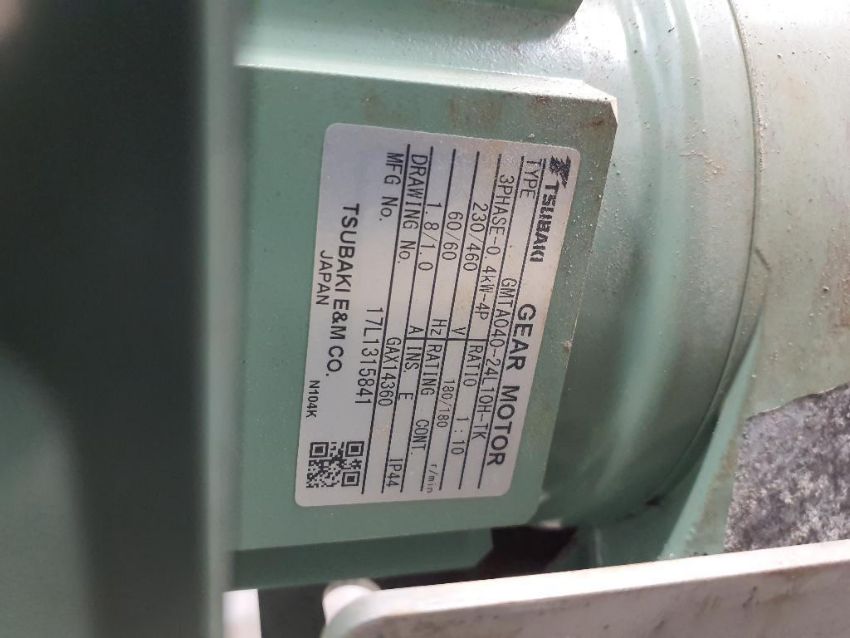 TSUBAKI GEAR MOTOR
TYPE GMTA040-24L10H-TK
3PHASE-0.4kW-4P RATIO 1:10
230/460 V 180/180 r/min
60/60 Hz RATING CONT.
1.8/1.0 A INS. E IP44
DRAWING No. GAX14360
MFG No. 17L1315841
TSUBAKI E&M CO.
JAPAN
N104K